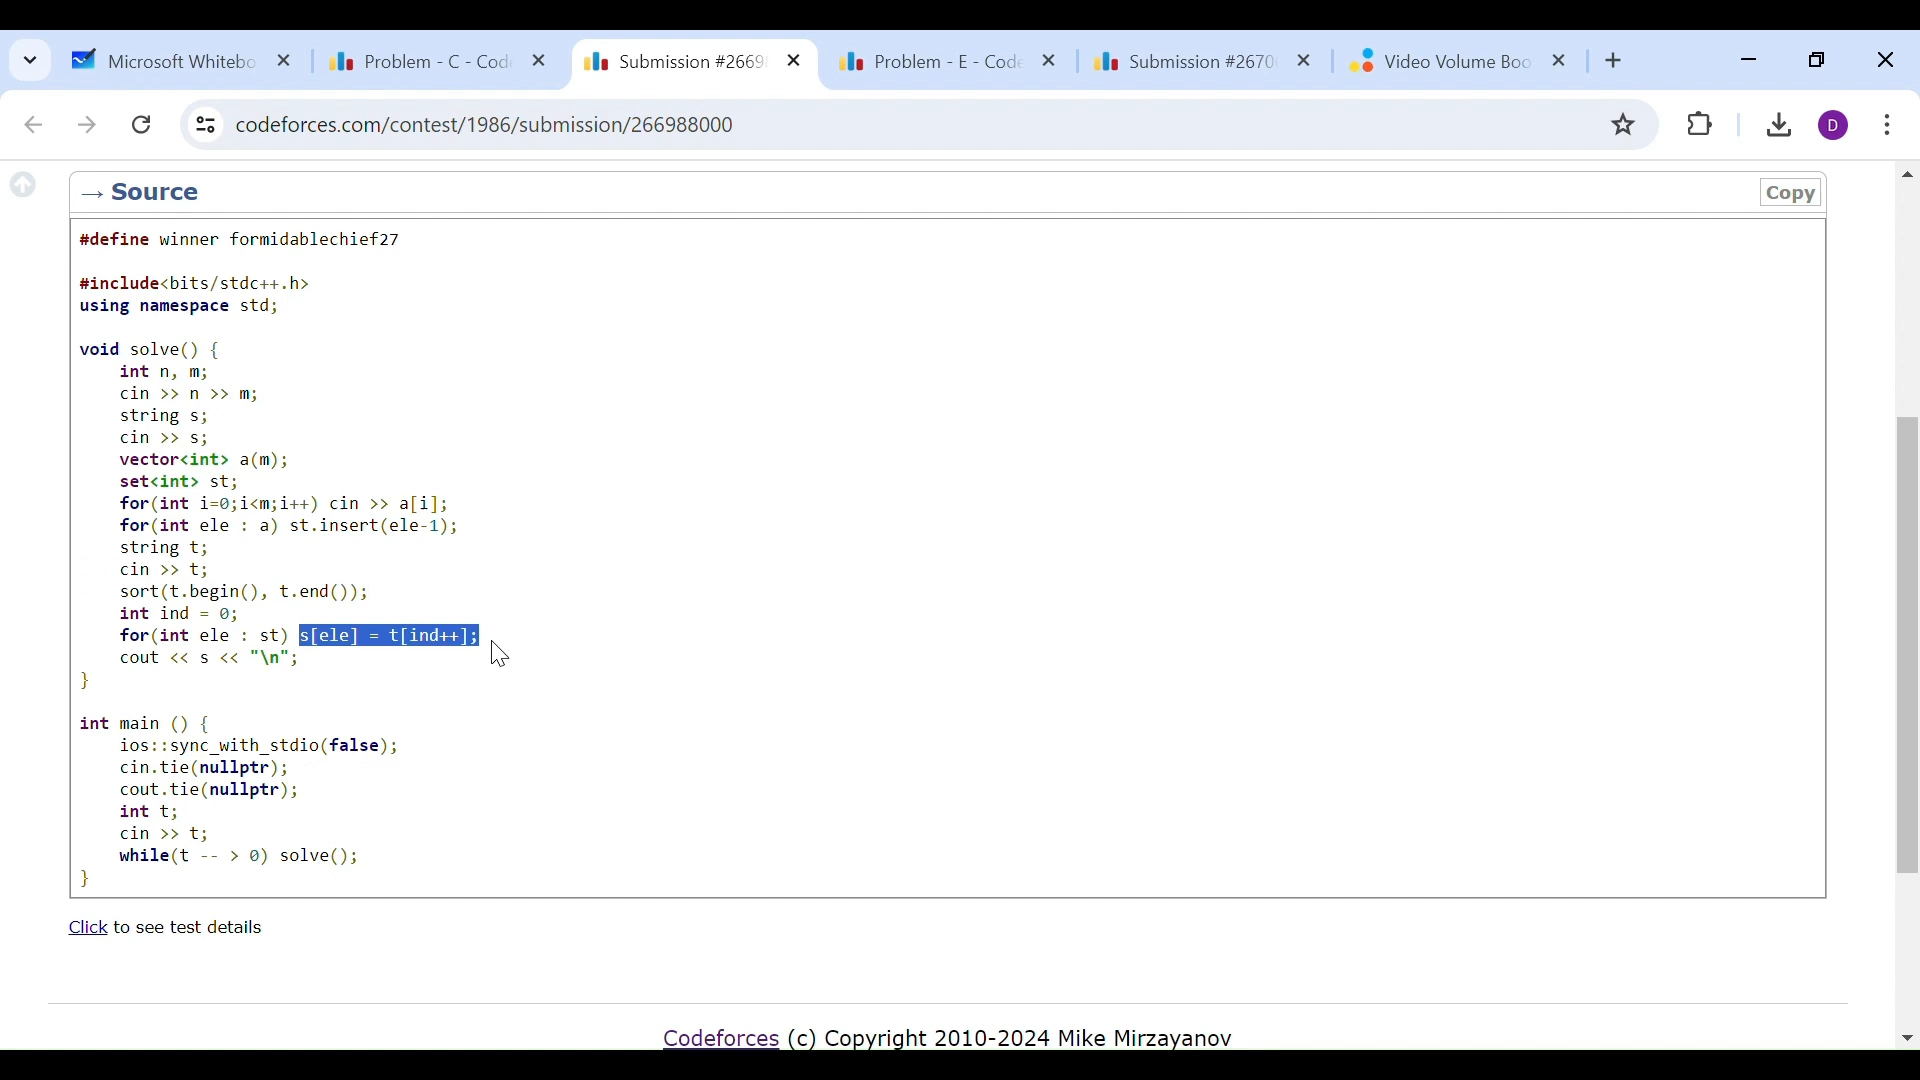 Microsoft Whitebo
Problem - C - Code
Submission #2669
Problem - E - Code
Submission #2670
Video Volume Boo
codeforces.com/contest/1986/submission/266988000
D
→ Source
Copy
#define winner formidablechief27
#include<bits/stdc++.h>
using namespace std;
void solve() {
int n, m;
cin >> n >> m;
string s;
cin >> s;
vector<int> a(m);
set<int> st;
for(int i=0;i<m;i++) cin >> a[i];
for(int ele : a) st.insert(ele-1);
string t;
cin >> t;
sort(t.begin(), t.end());
int ind = 0;
for(int ele : st) s[ele] = t[ind++];
cout << s << "\n";
}
int main () {
ios::sync_with_stdio(false);
cin.tie(nullptr);
cout.tie(nullptr);
int t;
cin >> t;
while(t -- > 0) solve();
}
Click to see test details
Codeforces (c) Copyright 2010-2024 Mike Mirzayanov